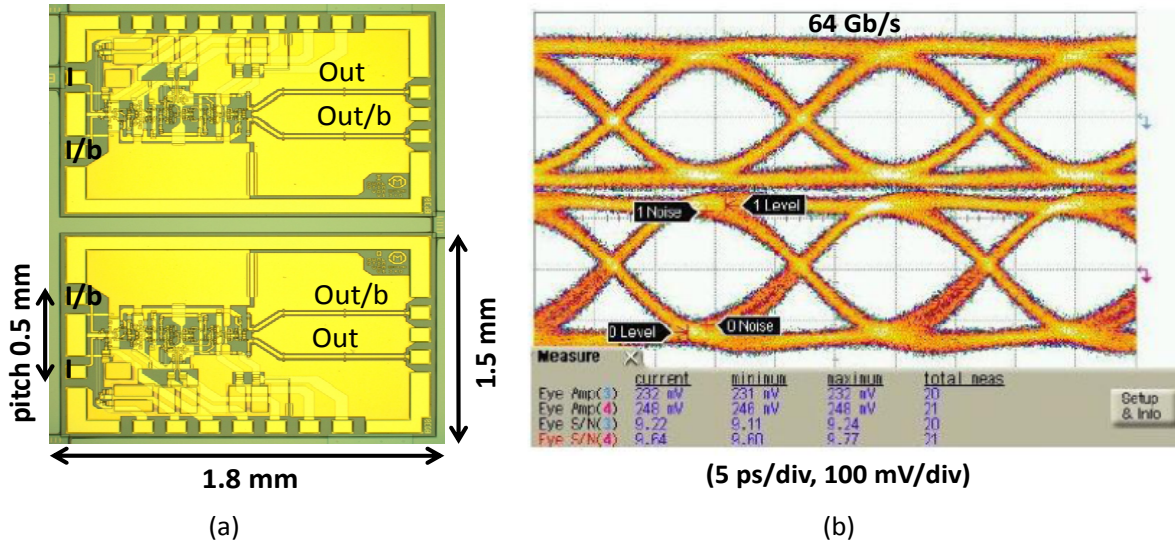 I
I/b
Out
Out/b
I/b
I
Out/b
Out
pitch 0.5 mm
1.5 mm
1.8 mm
(a)
64 Gb/s
1 Noise
1 Level
0 Level
0 Noise
Measure
current minimum maximum total meas
Eye Amp(3) 232 mV 231 mV 232 mV 20
Eye Amp(4) 248 mV 246 mV 248 mV 21
Eye S/N(3) 9.22 9.11 9.24 20
Eye S/N(4) 9.64 9.60 9.77 21
Setup
& Info
(5 ps/div, 100 mV/div)
(b)